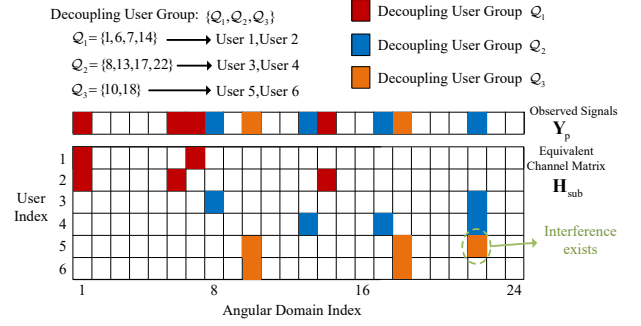 Decoupling User Group: {𝒬₁,𝒬₂,𝒬₃}
𝒬₁={1,6,7,14} → User 1,User 2
𝒬₂={8,13,17,22} → User 3,User 4
𝒬₃={10,18} → User 5,User 6
Decoupling User Group 𝒬₁
Decoupling User Group 𝒬₂
Decoupling User Group 𝒬₃
Observed Signals
Y_p
Equivalent
Channel Matrix
H_sub
User
Index
1
2
3
4
5
6
Interference
exists
1 8 16 24
Angular Domain Index